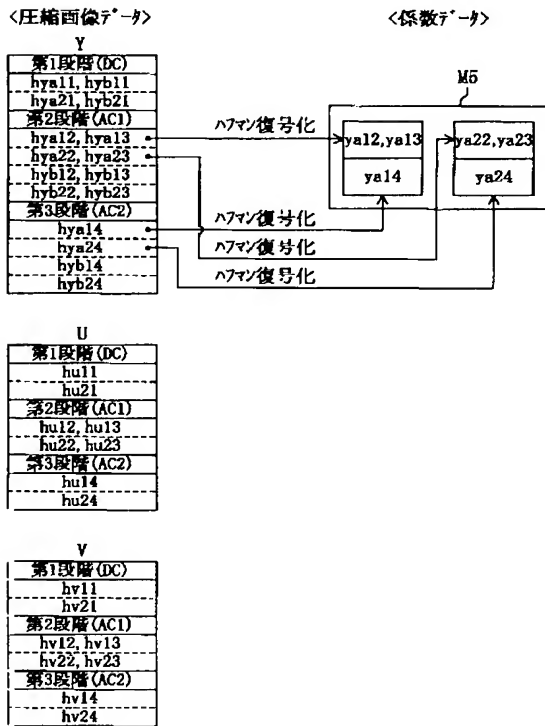 <圧縮画像データ>
<係数データ>
Y
第1段階(DC)
hya11, hyb11
hya21, hyb21
第2段階(AC1)
hya12, hya13
hya22, hya23
hyb12, hyb13
hyb22, hyb23
第3段階(AC2)
hya14
hya24
hyb14
hyb24
M5
ハフマン復号化
ya12, ya13
ya22, ya23
ya14
ya24
ハフマン復号化
ハフマン復号化
ハフマン復号化
U
第1段階(DC)
hu11
hu21
第2段階(AC1)
hu12, hu13
hu22, hu23
第3段階(AC2)
hu14
hu24
V
第1段階(DC)
hv11
hv21
第2段階(AC1)
hv12, hv13
hv22, hv23
第3段階(AC2)
hv14
hv24